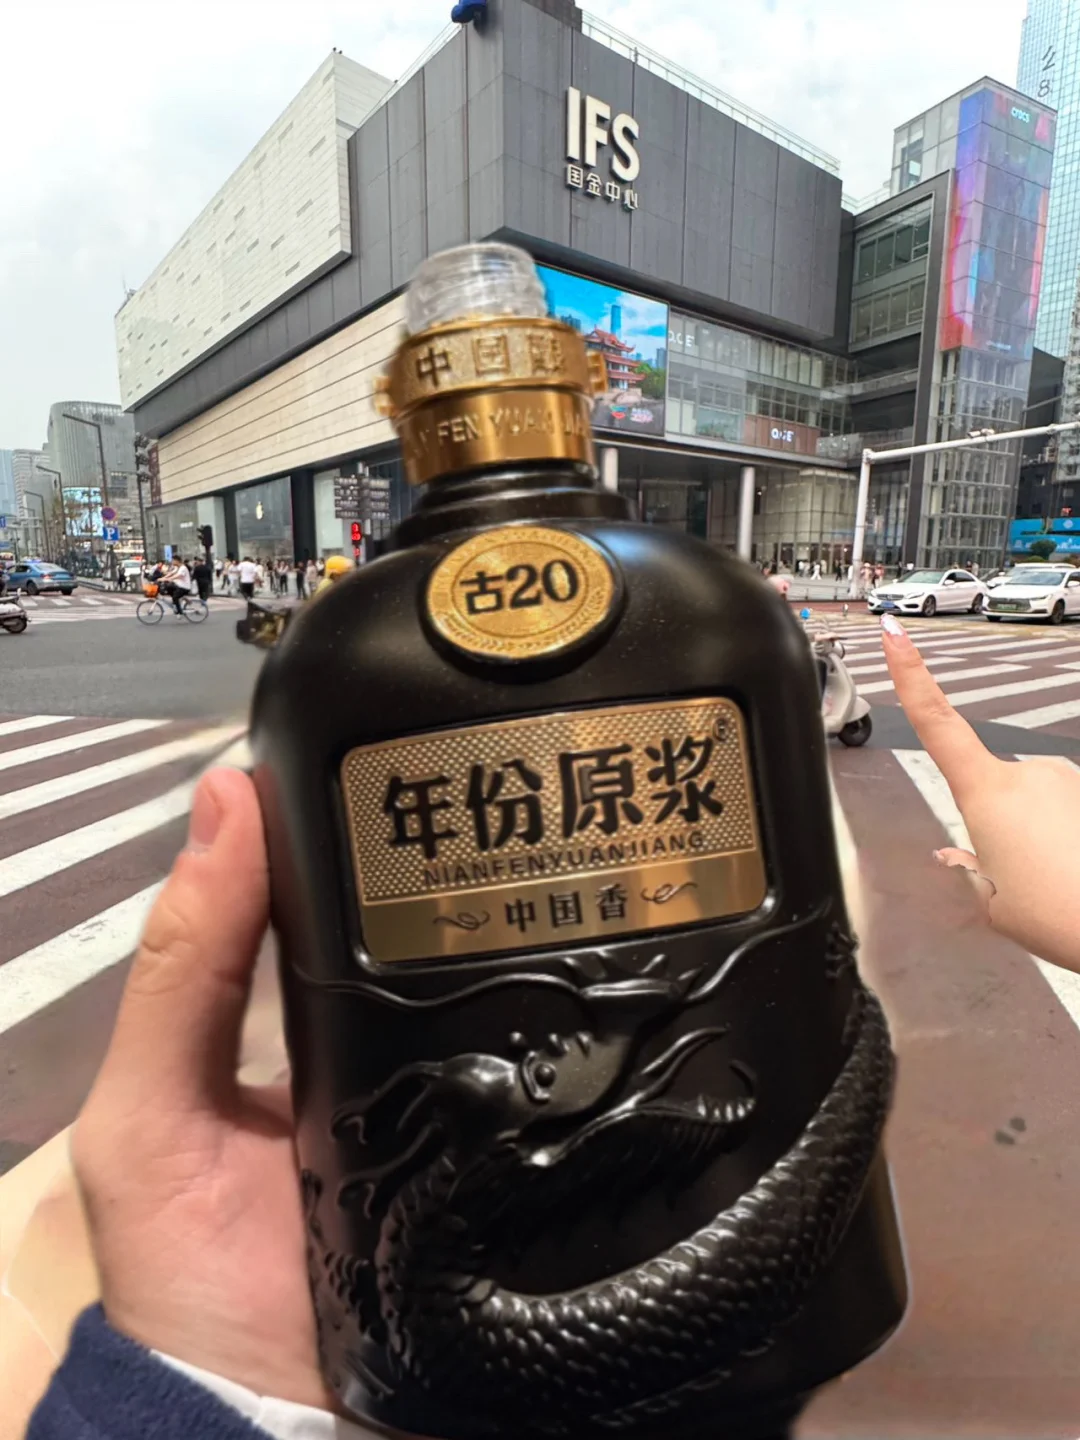 IFS
国金中心
crocs
中国酿
FEN YUAN
古20
年份原浆®
NIANFENYUANJIANG
中国香
P